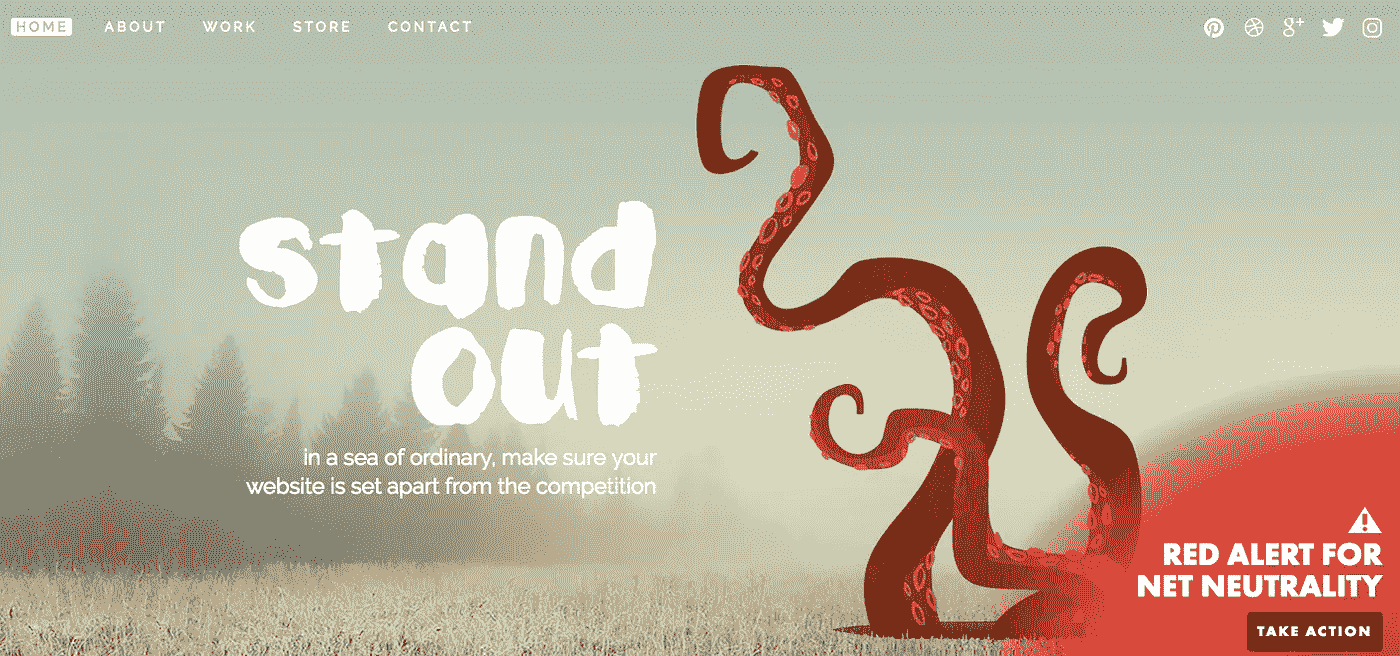 HOME ABOUT WORK STORE CONTACT
stand
out
in a sea of ordinary, make sure your
website is set apart from the competition
RED ALERT FOR
NET NEUTRALITY
TAKE ACTION